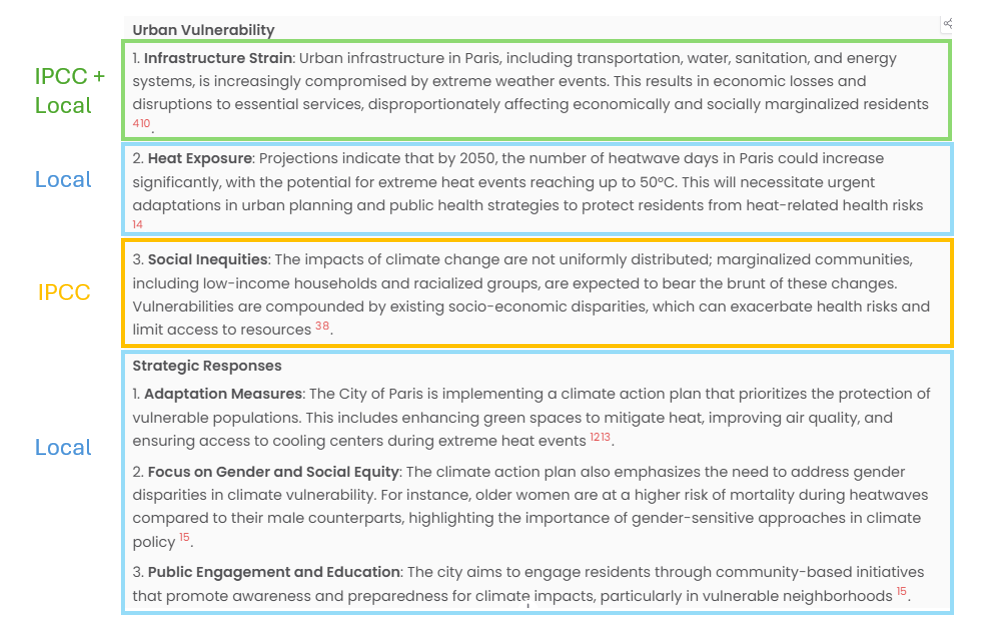 Urban Vulnerability
IPCC +
Local
1. Infrastructure Strain: Urban infrastructure in Paris, including transportation, water, sanitation, and energy
systems, is increasingly compromised by extreme weather events. This results in economic losses and
disruptions to essential services, disproportionately affecting economically and socially marginalized residents
4 10.
Local
2. Heat Exposure: Projections indicate that by 2050, the number of heatwave days in Paris could increase
significantly, with the potential for extreme heat events reaching up to 50°C. This will necessitate urgent
adaptations in urban planning and public health strategies to protect residents from heat-related health risks
14
IPCC
3. Social Inequities: The impacts of climate change are not uniformly distributed; marginalized communities,
including low-income households and racialized groups, are expected to bear the brunt of these changes.
Vulnerabilities are compounded by existing socio-economic disparities, which can exacerbate health risks and
limit access to resources 3 8.
Local
Strategic Responses
1. Adaptation Measures: The City of Paris is implementing a climate action plan that prioritizes the protection of
vulnerable populations. This includes enhancing green spaces to mitigate heat, improving air quality, and
ensuring access to cooling centers during extreme heat events 12 13.
2. Focus on Gender and Social Equity: The climate action plan also emphasizes the need to address gender
disparities in climate vulnerability. For instance, older women are at a higher risk of mortality during heatwaves
compared to their male counterparts, highlighting the importance of gender-sensitive approaches in climate
policy 15.
3. Public Engagement and Education: The city aims to engage residents through community-based initiatives
that promote awareness and preparedness for climate impacts, particularly in vulnerable neighborhoods 15.